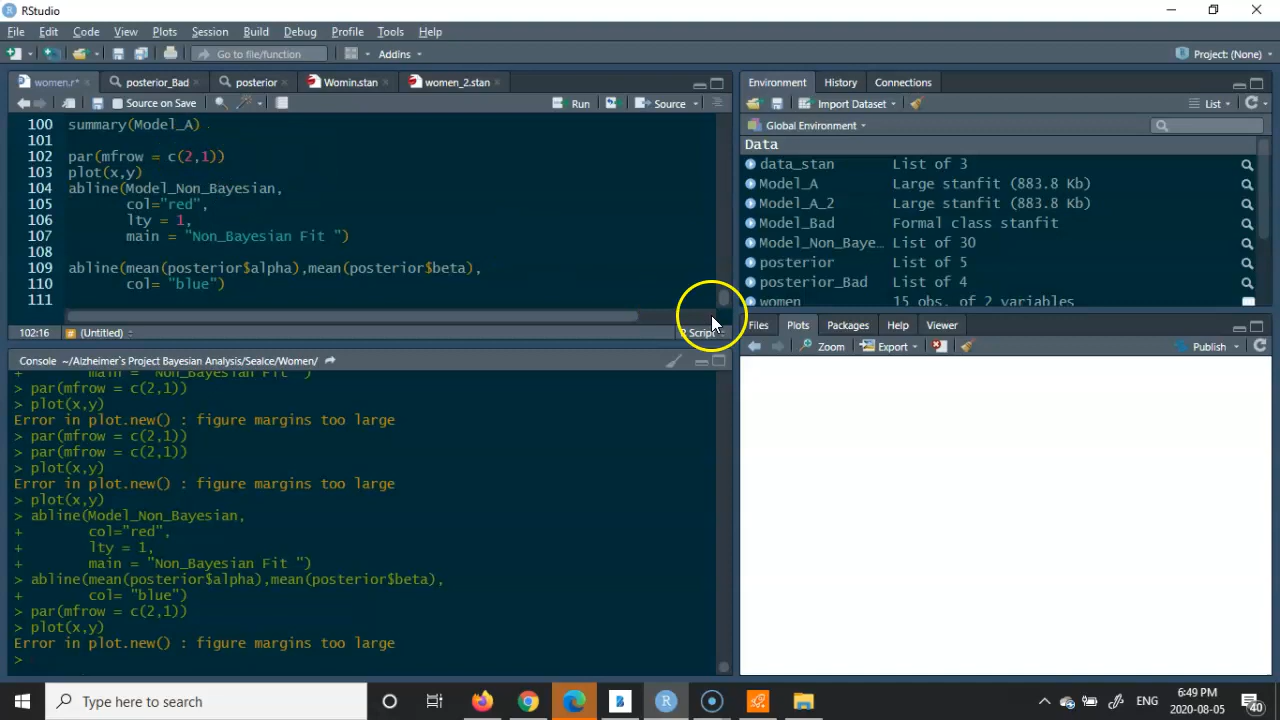 RStudio
File Edit Code View Plots Session Build Debug Profile Tools Help
Go to file/function Addins Project: (None)
women.r* posterior_Bad posterior Womin.stan women_2.stan
Source on Save Run Source
100 summary(Model_A)
101
102 par(mfrow = c(2,1))
103 plot(x,y)
104 abline(Model_Non_Bayesian,
105 col="red",
106 lty = 1,
107 main = "Non_Bayesian Fit ")
108
109 abline(mean(posterior$alpha),mean(posterior$beta),
110 col= "blue")
111
102:16 (Untitled) R Script
Console ~/Alzheimer's Project Bayesian Analysis/SeaIce/Women/
+ main = "Non_Bayesian Fit ")
> par(mfrow = c(2,1))
> plot(x,y)
Error in plot.new() : figure margins too large
> par(mfrow = c(2,1))
> par(mfrow = c(2,1))
> plot(x,y)
Error in plot.new() : figure margins too large
> plot(x,y)
> abline(Model_Non_Bayesian,
+ col="red",
+ lty = 1,
+ main = "Non_Bayesian Fit ")
> abline(mean(posterior$alpha),mean(posterior$beta),
+ col= "blue")
> par(mfrow = c(2,1))
> plot(x,y)
Error in plot.new() : figure margins too large
>
Environment History Connections
Import Dataset List
Global Environment
Data
data_stan List of 3
Model_A Large stanfit (883.8 Kb)
Model_A_2 Large stanfit (883.8 Kb)
Model_Bad Formal class stanfit
Model_Non_Baye… List of 30
posterior List of 5
posterior_Bad List of 4
women 15 obs. of 2 variables
Files Plots Packages Help Viewer
Zoom Export Publish
Type here to search
ENG
6:49 PM
2020-08-05
40